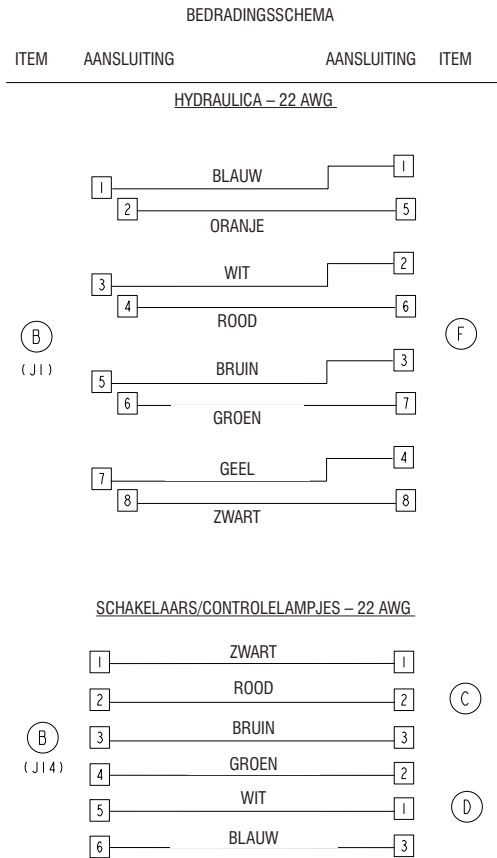 BEDRADINGSSCHEMA
ITEM AANSLUITING AANSLUITING ITEM
HYDRAULICA – 22 AWG
1 BLAUW 1
2 ORANJE 5
3 WIT 2
4 ROOD 6
B (J1) F
5 BRUIN 3
6 GROEN 7
7 GEEL 4
8 ZWART 8
SCHAKELAARS/CONTROLELAMPJES – 22 AWG
1 ZWART 1
2 ROOD 2 C
B 3 BRUIN 3
(J14)
4 GROEN 2
5 WIT 1 D
6 BLAUW 3